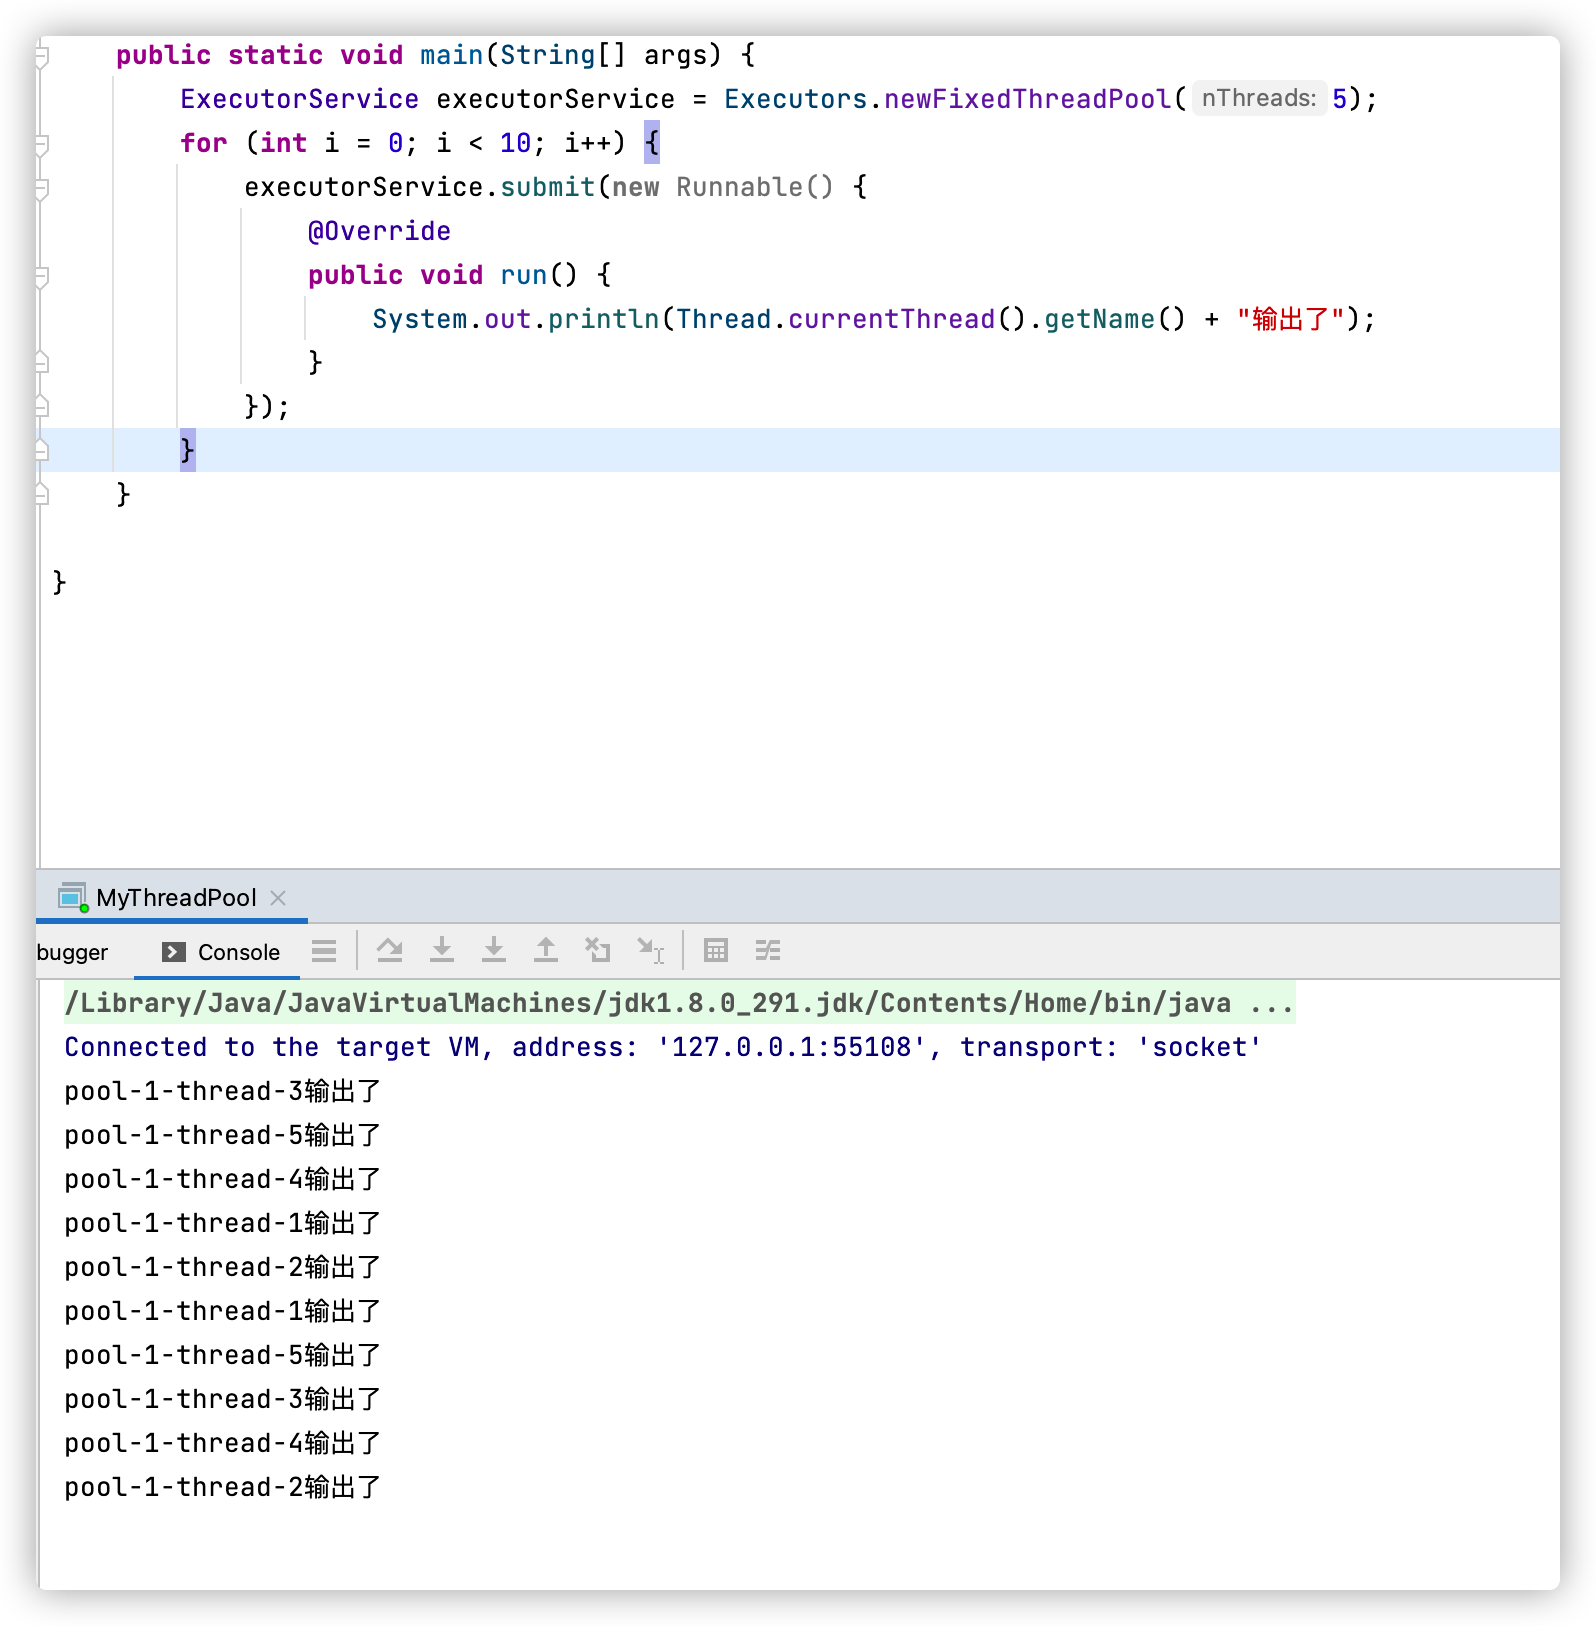 public static void main(String[] args) {
ExecutorService executorService = Executors.newFixedThreadPool( nThreads: 5);
for (int i = 0; i < 10; i++) {
executorService.submit(new Runnable() {
@Override
public void run() {
System.out.println(Thread.currentThread().getName() + "输出了");
}
});
}
}
}
MyThreadPool
bugger Console
/Library/Java/JavaVirtualMachines/jdk1.8.0_291.jdk/Contents/Home/bin/java ...
Connected to the target VM, address: '127.0.0.1:55108', transport: 'socket'
pool-1-thread-3输出了
pool-1-thread-5输出了
pool-1-thread-4输出了
pool-1-thread-1输出了
pool-1-thread-2输出了
pool-1-thread-1输出了
pool-1-thread-5输出了
pool-1-thread-3输出了
pool-1-thread-4输出了
pool-1-thread-2输出了